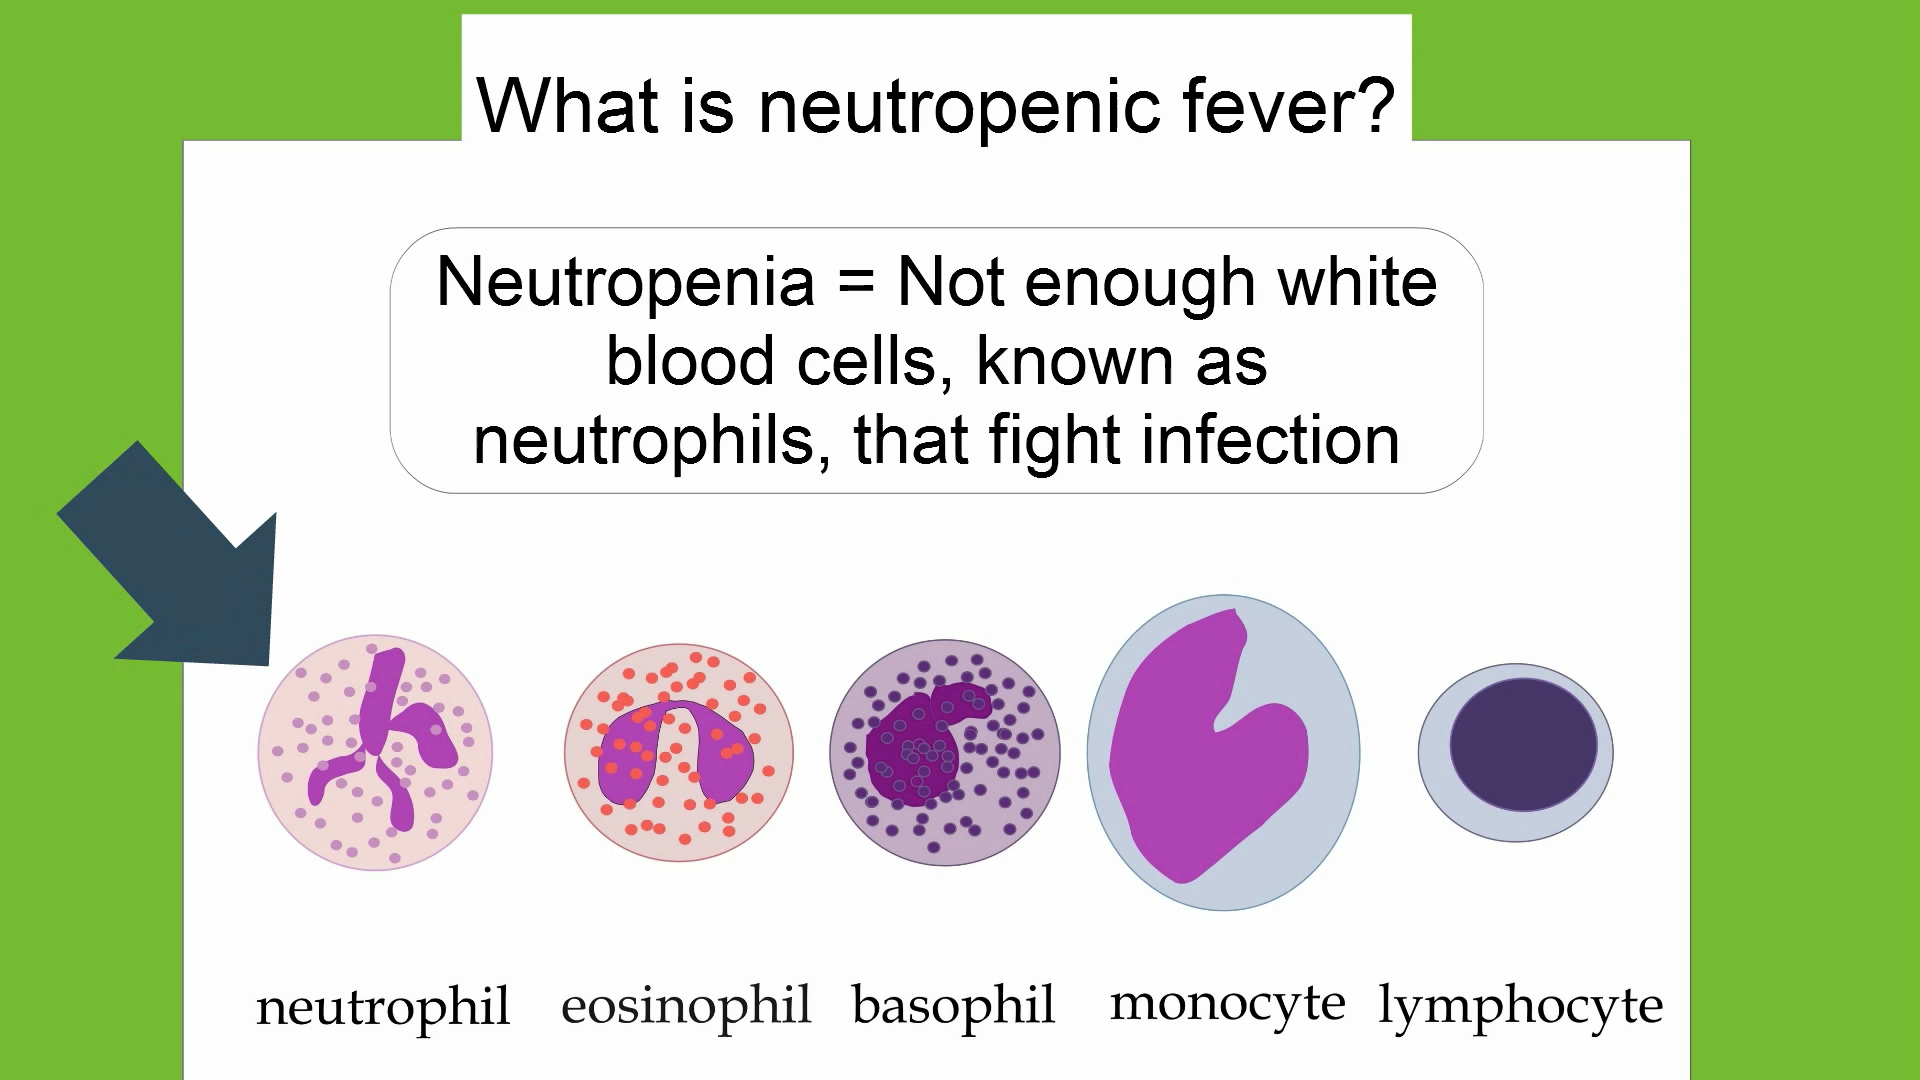 What is neutropenic fever?
Neutropenia = Not enough white
blood cells, known as
neutrophils, that fight infection
neutrophil eosinophil basophil monocyte lymphocyte